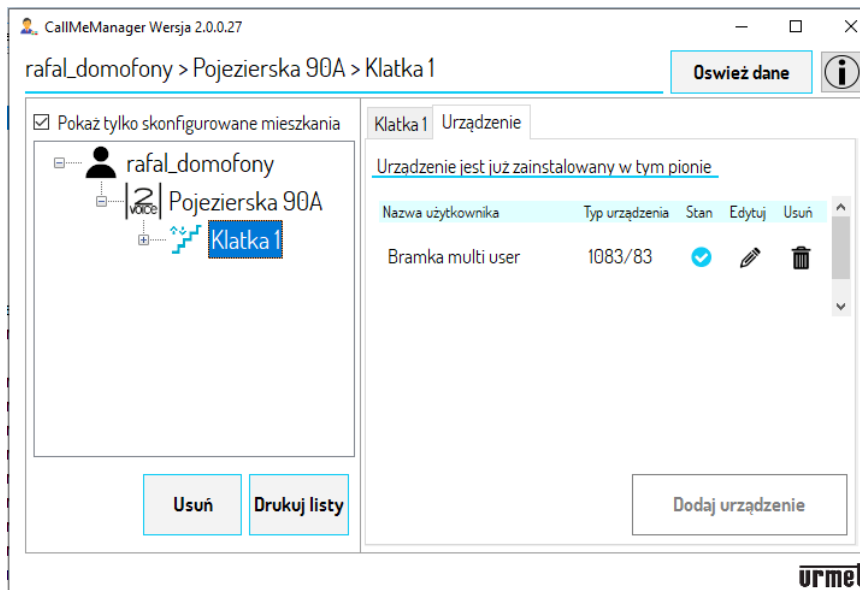 CallMeManager Wersja 2.0.0.27
rafal_domofony > Pojezierska 90A > Klatka 1
Oswież dane
Pokaż tylko skonfigurowane mieszkania
rafal_domofony
2 VOICE Pojezierska 90A
Klatka 1
Usuń Drukuj listy
Klatka 1 Urządzenie
Urządzenie jest już zainstalowany w tym pionie
Nazwa użytkownika Typ urządzenia Stan Edytuj Usuń
Bramka multi user 1083/83
Dodaj urządzenie
urmet